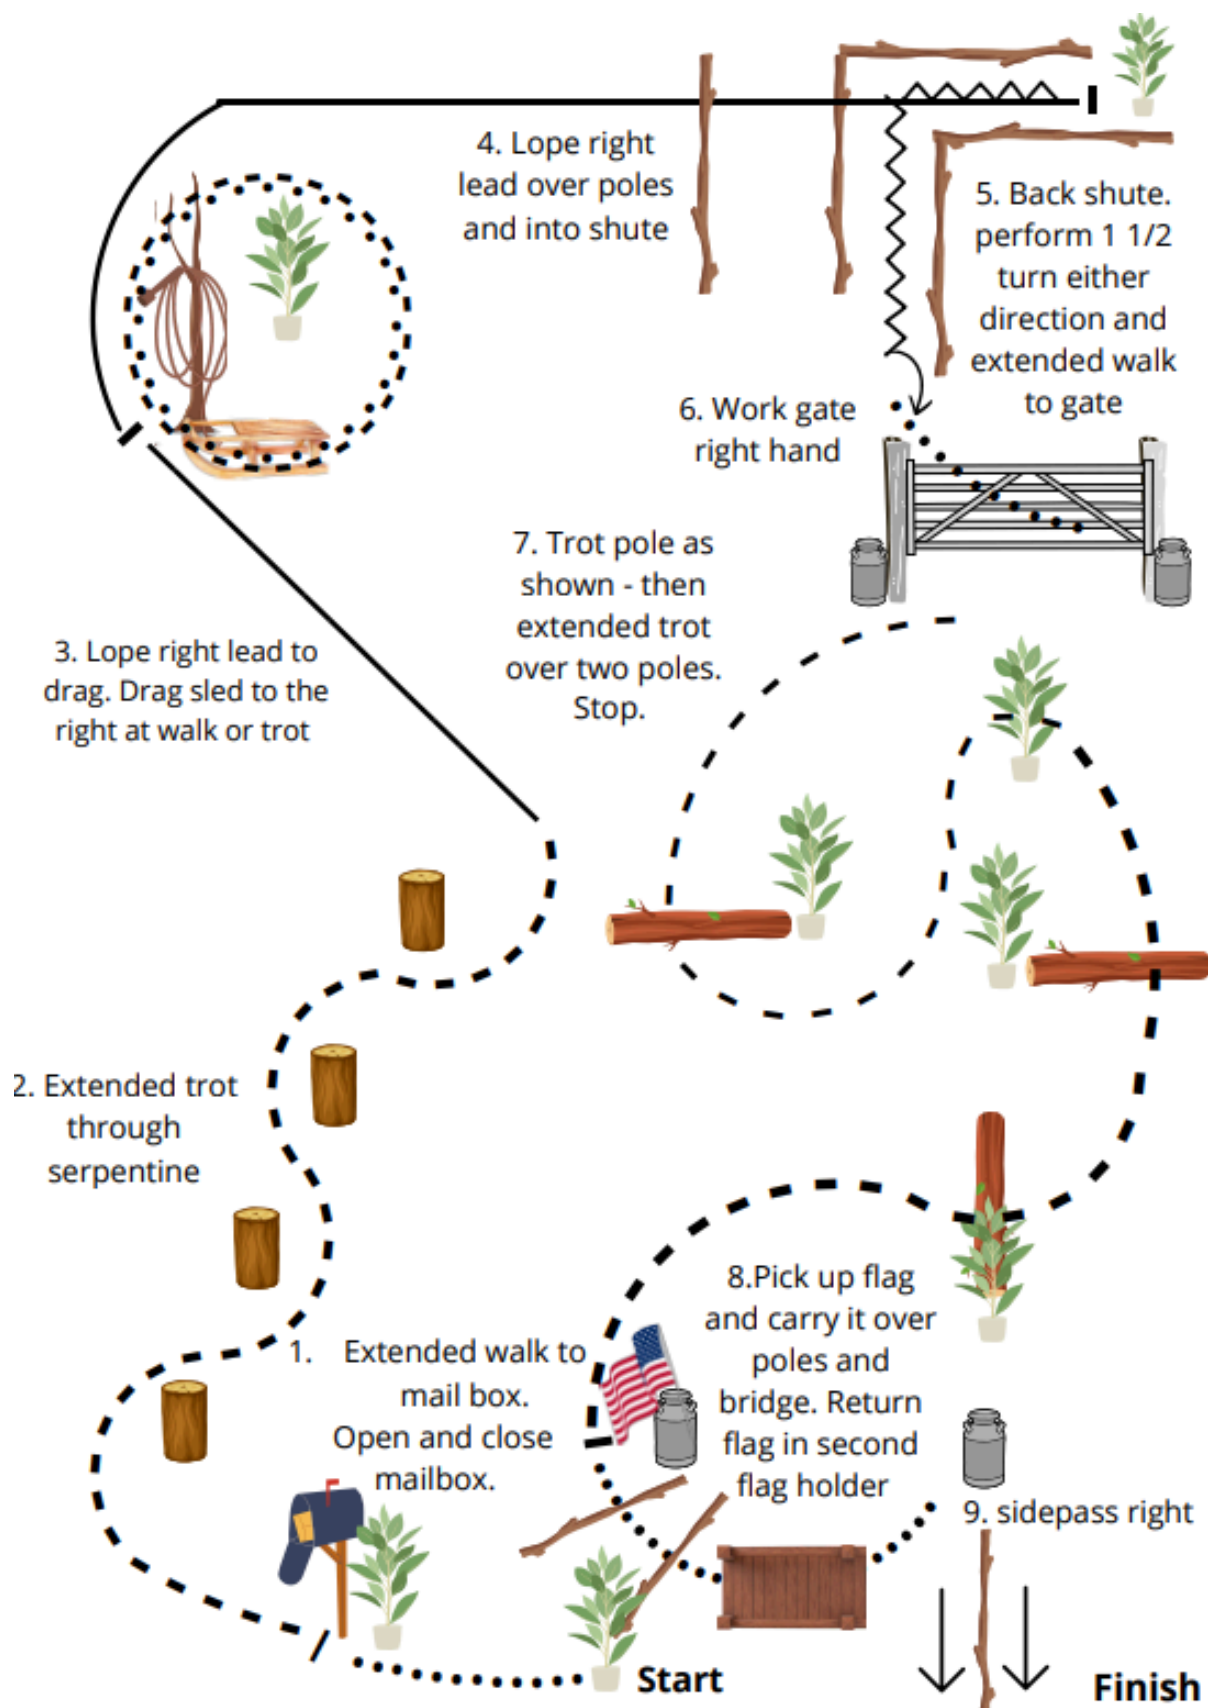 4. Lope right
lead over poles
and into shute
5. Back shute.
perform 1 1/2
turn either
direction and
extended walk
to gate
6. Work gate
right hand
7. Trot pole as
shown - then
extended trot
over two poles.
Stop.
3. Lope right lead to
drag. Drag sled to the
right at walk or trot
2. Extended trot
through
serpentine
8.Pick up flag
and carry it over
poles and
bridge. Return
flag in second
flag holder
1. Extended walk to
mail box.
Open and close
mailbox.
9. sidepass right
Start
Finish